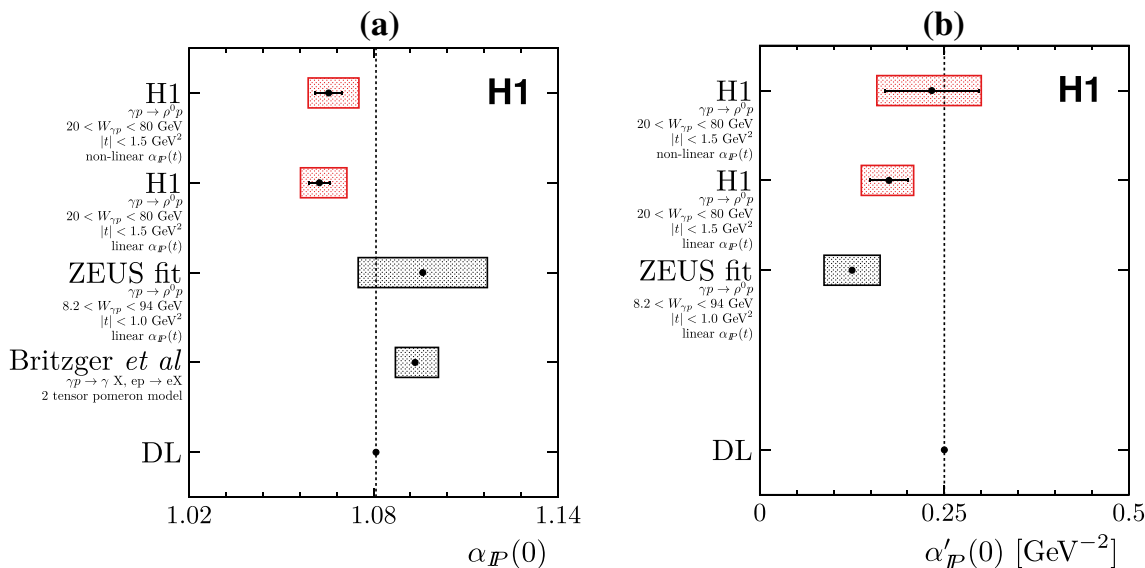 (a)
H1
H1
γp → ρ⁰p
20 < W_γp < 80 GeV
|t| < 1.5 GeV²
non-linear α_IP(t)
H1
γp → ρ⁰p
20 < W_γp < 80 GeV
|t| < 1.5 GeV²
linear α_IP(t)
ZEUS fit
γp → ρ⁰p
8.2 < W_γp < 94 GeV
|t| < 1.0 GeV²
linear α_IP(t)
Britzger et al
γp → γ X, ep → eX
2 tensor pomeron model
DL
1.02 1.08 1.14
α_IP(0)
(b)
H1
H1
γp → ρ⁰p
20 < W_γp < 80 GeV
|t| < 1.5 GeV²
non-linear α_IP(t)
H1
γp → ρ⁰p
20 < W_γp < 80 GeV
|t| < 1.5 GeV²
linear α_IP(t)
ZEUS fit
γp → ρ⁰p
8.2 < W_γp < 94 GeV
|t| < 1.0 GeV²
linear α_IP(t)
DL
0 0.25 0.5
α′_IP(0) [GeV⁻²]